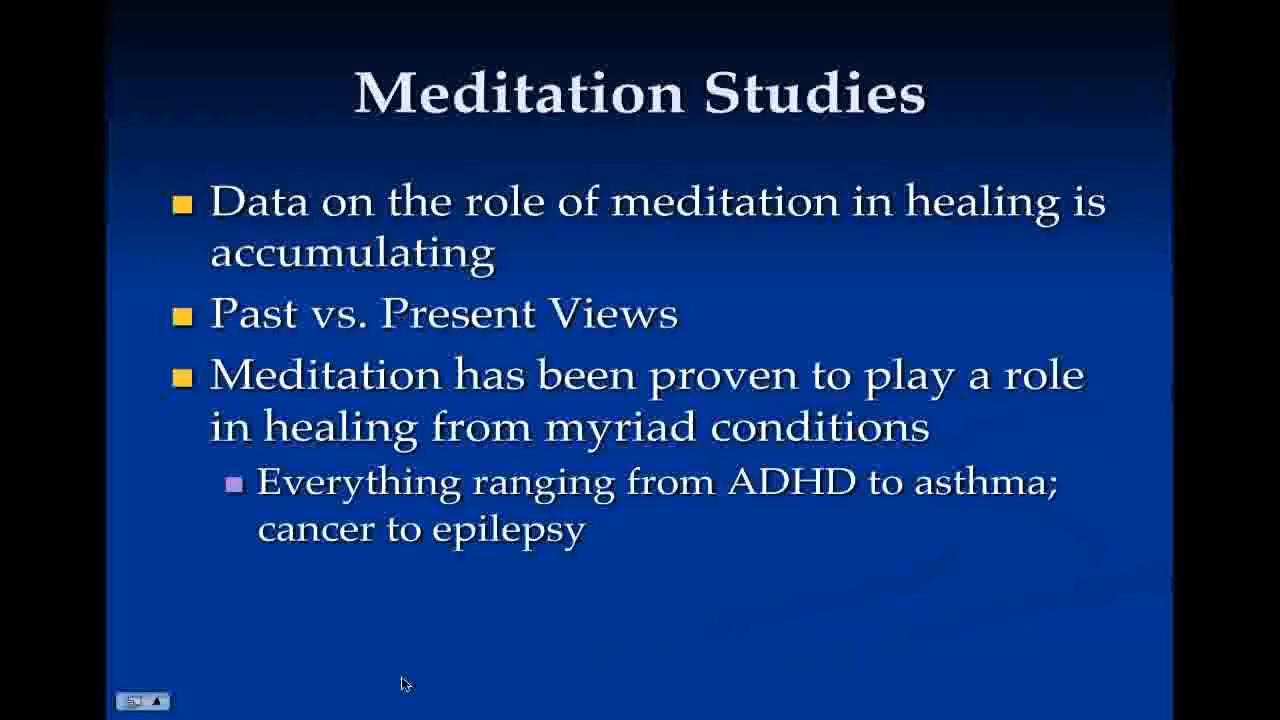 Meditation Studies
Data on the role of meditation in healing is
accumulating
Past vs. Present Views
Meditation has been proven to play a role
in healing from myriad conditions
Everything ranging from ADHD to asthma;
cancer to epilepsy